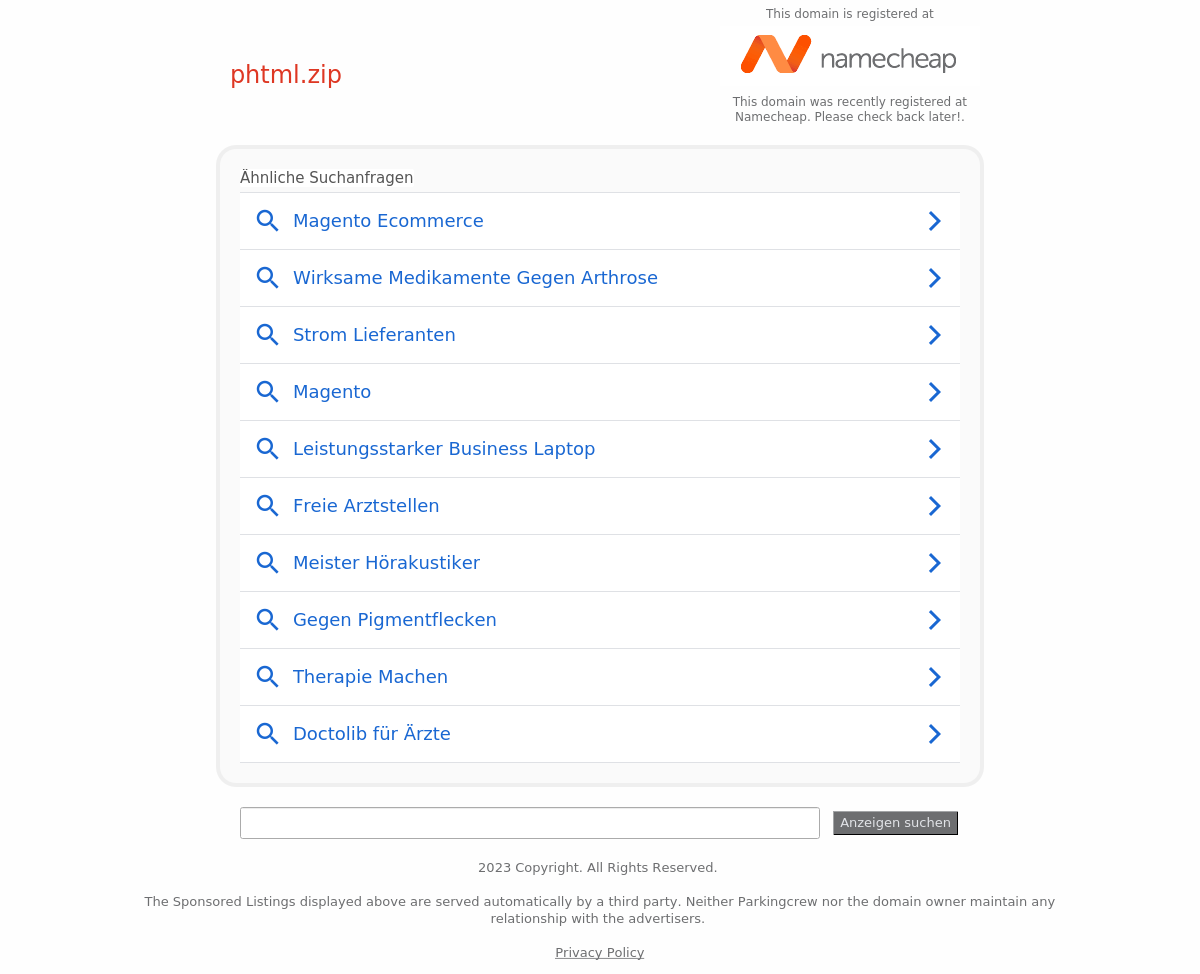 This domain is registered at
namecheap
phtml.zip
This domain was recently registered at
Namecheap. Please check back later!.
Ähnliche Suchanfragen
Magento Ecommerce
Wirksame Medikamente Gegen Arthrose
Strom Lieferanten
Magento
Leistungsstarker Business Laptop
Freie Arztstellen
Meister Hörakustiker
Gegen Pigmentflecken
Therapie Machen
Doctolib für Ärzte
Anzeigen suchen
2023 Copyright. All Rights Reserved.
The Sponsored Listings displayed above are served automatically by a third party. Neither Parkingcrew nor the domain owner maintain any
relationship with the advertisers.
Privacy Policy